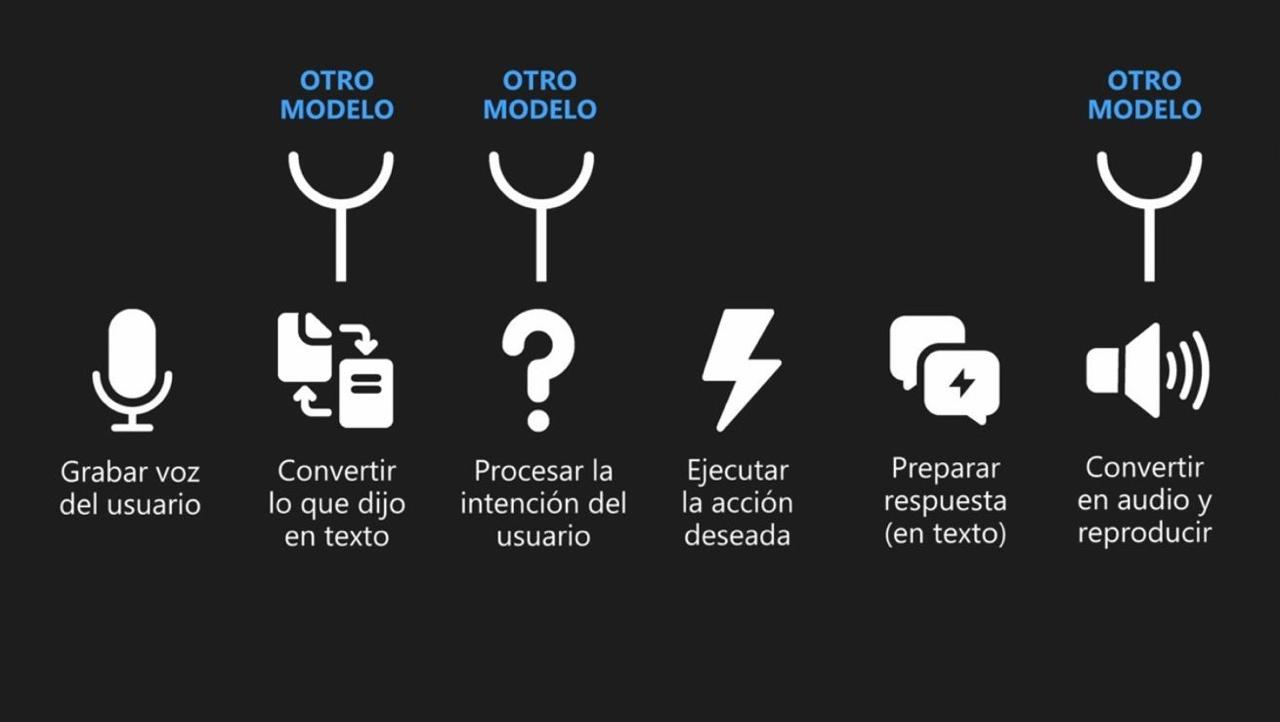 OTRO
MODELO
OTRO
MODELO
OTRO
MODELO
Grabar voz
del usuario
Convertir
lo que dijo
en texto
Procesar la
intención del
usuario
Ejecutar
la acción
deseada
Preparar
respuesta
(en texto)
Convertir
en audio y
reproducir